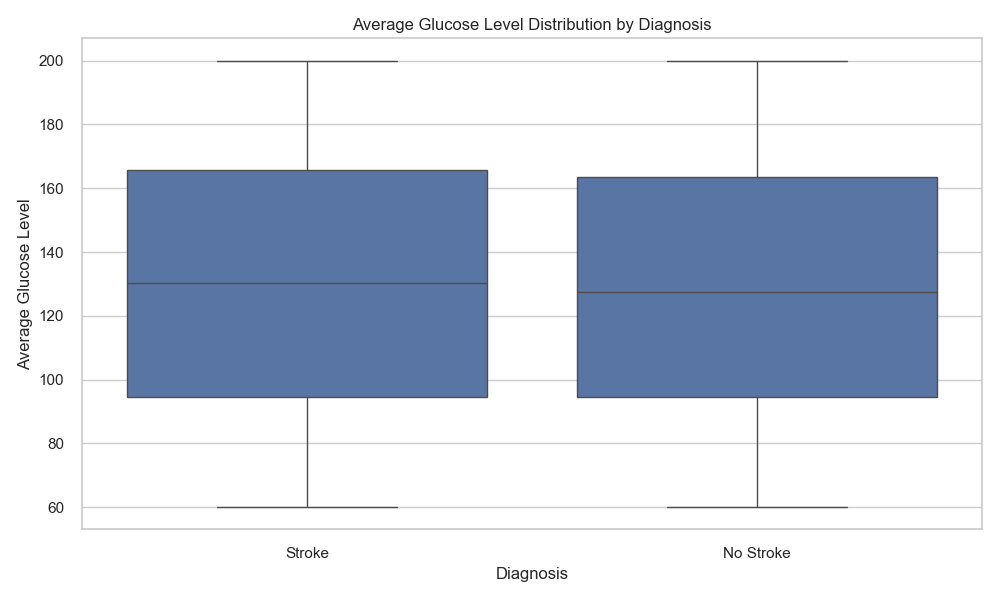 Average Glucose Level Distribution by Diagnosis
Average Glucose Level
200
180
160
140
120
100
80
60
Stroke
No Stroke
Diagnosis